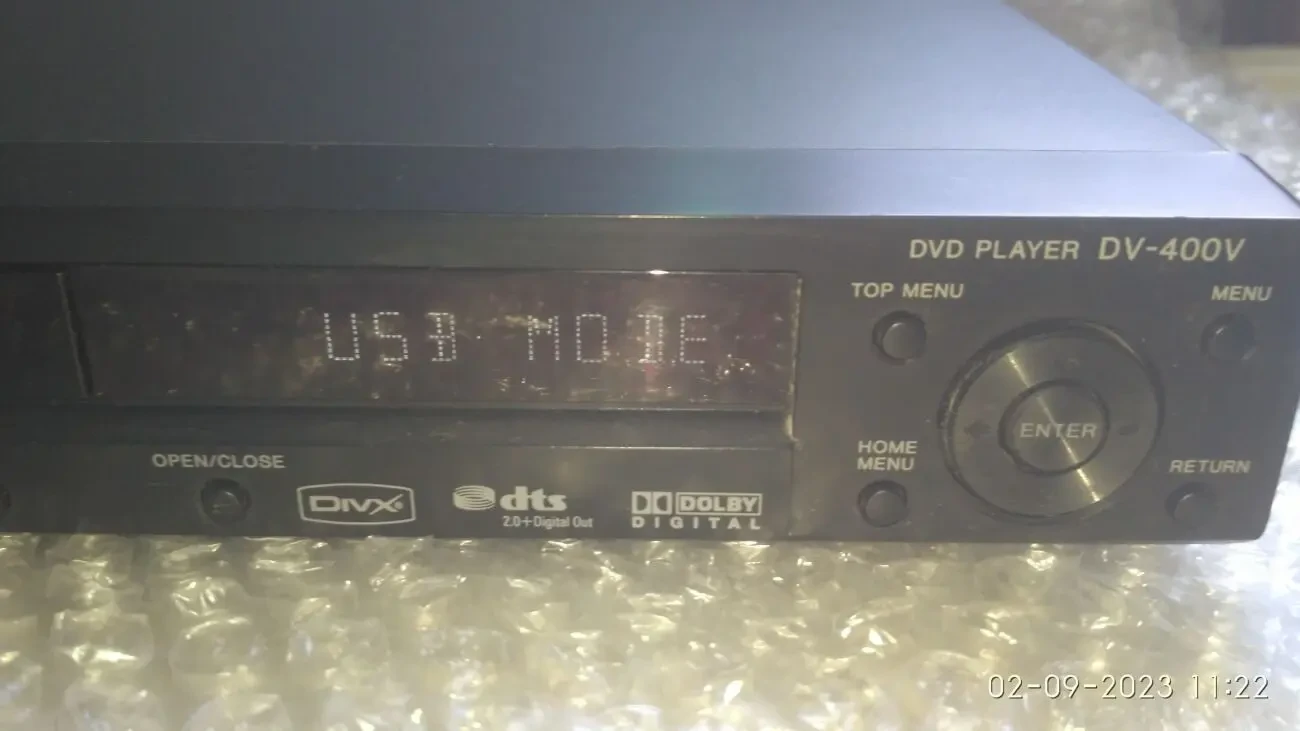 DVD PLAYER DV-400V
TOP MENU
MENU
USB MODE
ENTER
HOME
MENU
RETURN
OPEN/CLOSE
DIVX
dts
2.0+Digital Out
DOLBY
DIGITAL
02-09-2023 11:22